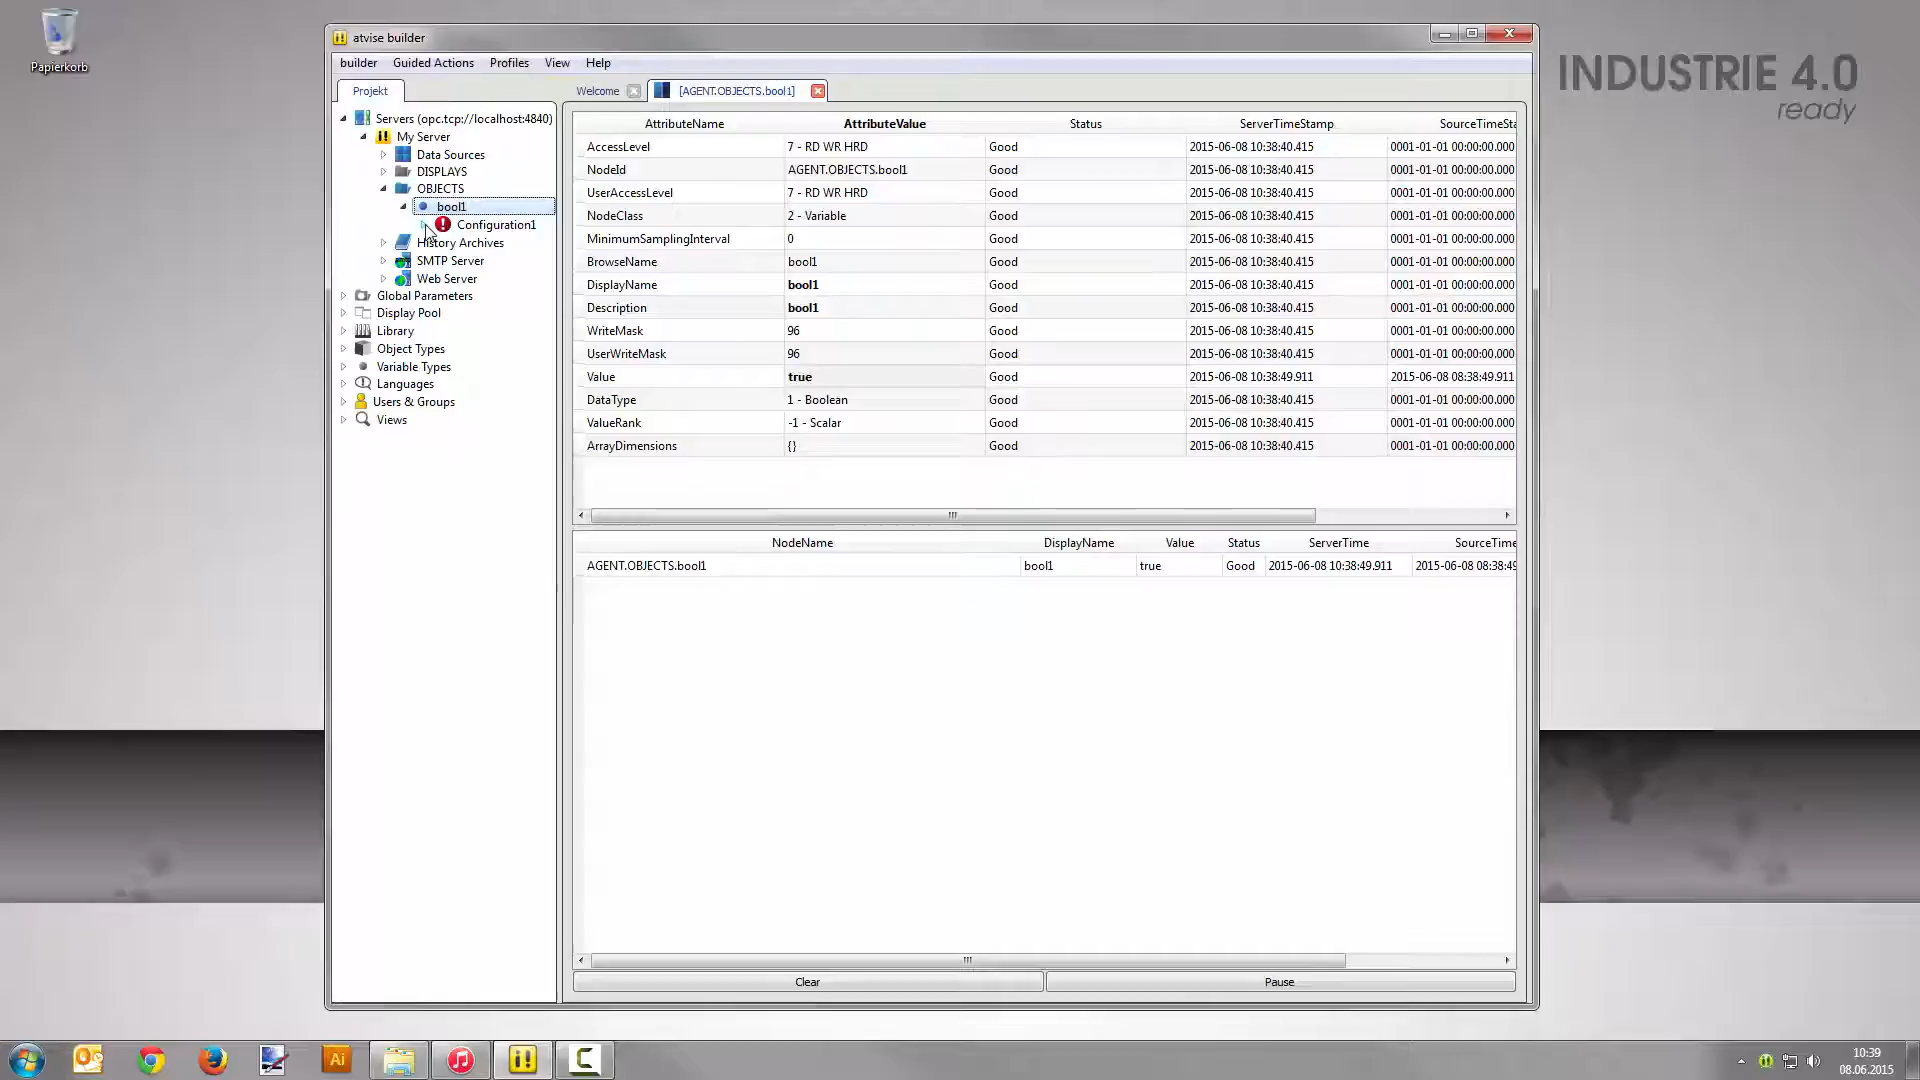 Papierkorb
INDUSTRIE 4.0
ready
atvise builder
builder Guided Actions Profiles View Help
Projekt
Servers (opc.tcp://localhost:4840)
My Server
Data Sources
DISPLAYS
OBJECTS
bool1
Configuration1
History Archives
SMTP Server
Web Server
Global Parameters
Display Pool
Library
Object Types
Variable Types
Languages
Users & Groups
Views
Welcome [AGENT.OBJECTS.bool1]
AttributeName AttributeValue Status ServerTimeStamp SourceTimeSta
AccessLevel 7 - RD WR HRD Good 2015-06-08 10:38:40.415 0001-01-01 00:00:00.000
NodeId AGENT.OBJECTS.bool1 Good 2015-06-08 10:38:40.415 0001-01-01 00:00:00.000
UserAccessLevel 7 - RD WR HRD Good 2015-06-08 10:38:40.415 0001-01-01 00:00:00.000
NodeClass 2 - Variable Good 2015-06-08 10:38:40.415 0001-01-01 00:00:00.000
MinimumSamplingInterval 0 Good 2015-06-08 10:38:40.415 0001-01-01 00:00:00.000
BrowseName bool1 Good 2015-06-08 10:38:40.415 0001-01-01 00:00:00.000
DisplayName bool1 Good 2015-06-08 10:38:40.415 0001-01-01 00:00:00.000
Description bool1 Good 2015-06-08 10:38:40.415 0001-01-01 00:00:00.000
WriteMask 96 Good 2015-06-08 10:38:40.415 0001-01-01 00:00:00.000
UserWriteMask 96 Good 2015-06-08 10:38:40.415 0001-01-01 00:00:00.000
Value true Good 2015-06-08 10:38:49.911 2015-06-08 08:38:49.911
DataType 1 - Boolean Good 2015-06-08 10:38:40.415 0001-01-01 00:00:00.000
ValueRank -1 - Scalar Good 2015-06-08 10:38:40.415 0001-01-01 00:00:00.000
ArrayDimensions {} Good 2015-06-08 10:38:40.415 0001-01-01 00:00:00.000
NodeName DisplayName Value Status ServerTime SourceTime
AGENT.OBJECTS.bool1 bool1 true Good 2015-06-08 10:38:49.911 2015-06-08 08:38:49
Clear Pause
Ai
10:39
08.06.2015